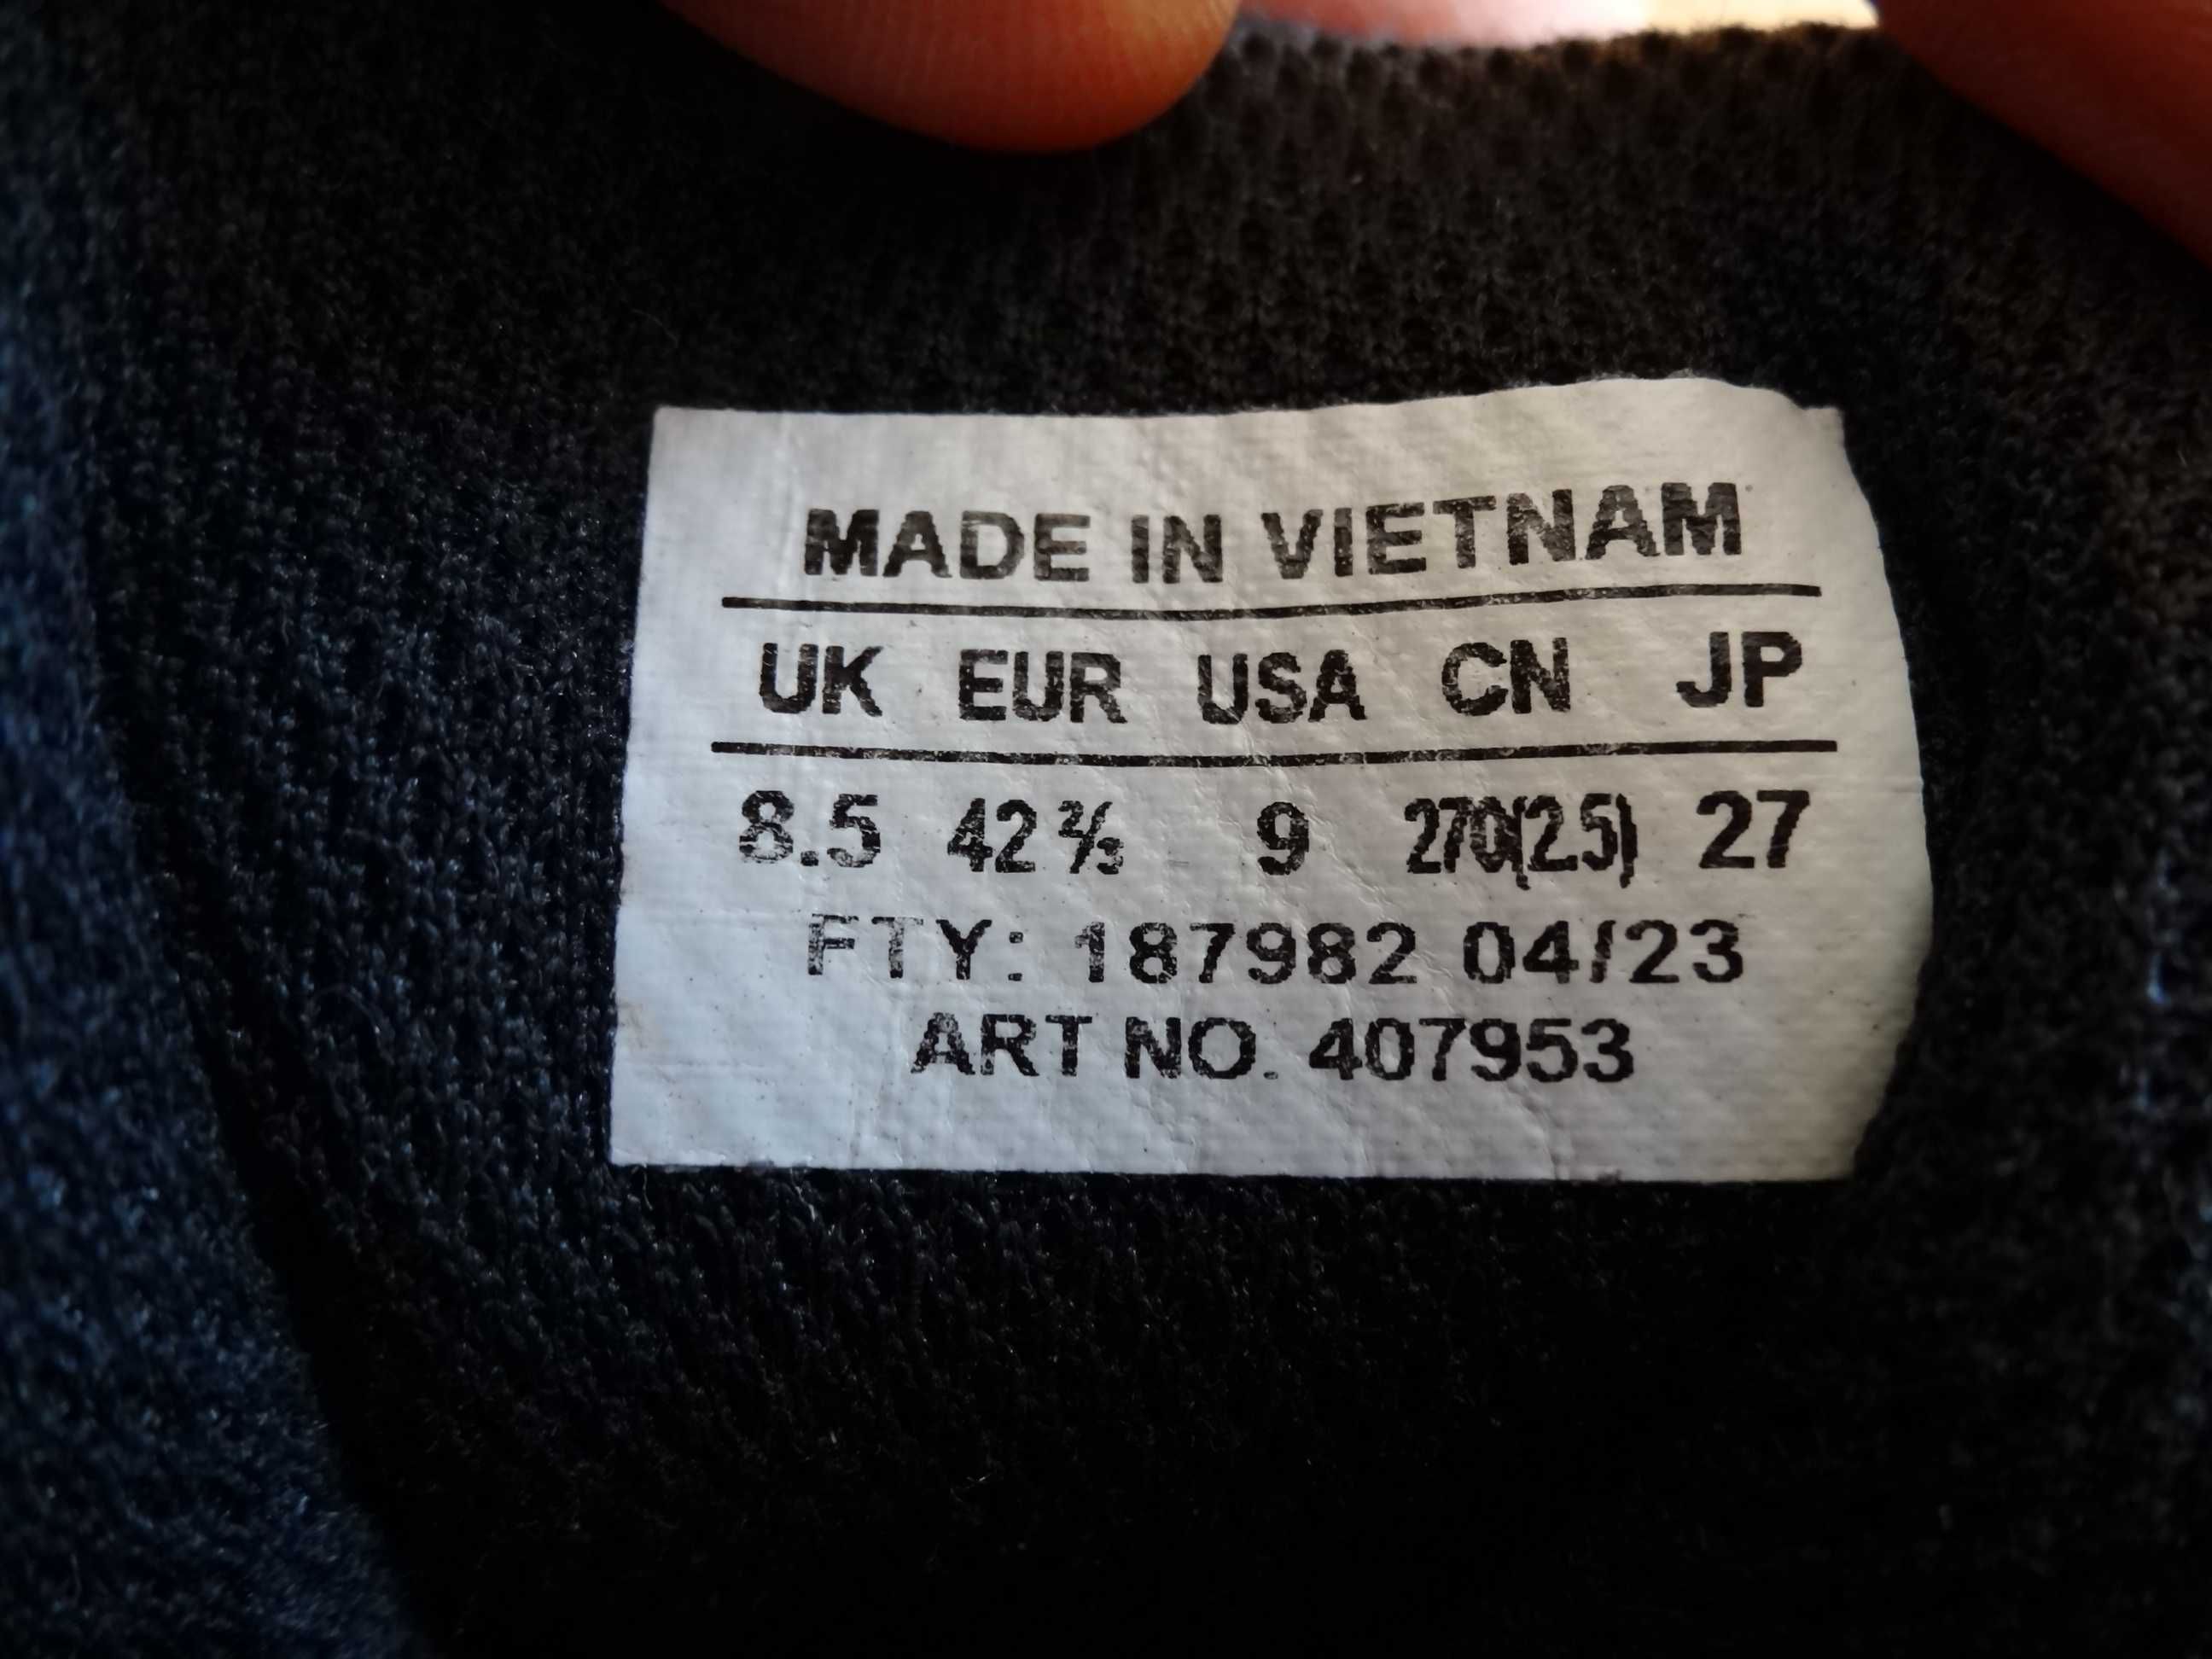 MADE IN VIETNAM
UK EUR USA CN JP
8.5 42⅔ 9 270(2.5) 27
FTY: 187982 04/23
ART NO. 407953